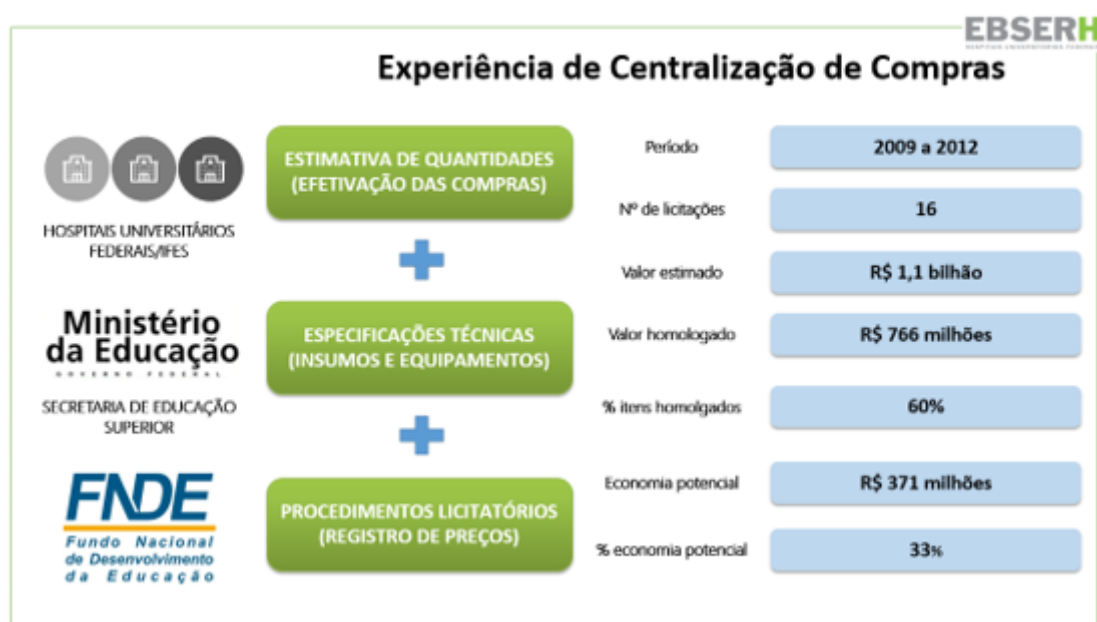 EBSERH
HOSPITAIS UNIVERSITÁRIOS FEDERAIS
Experiência de Centralização de Compras
HOSPITAIS UNIVERSITÁRIOS
FEDERAIS/IFES
Ministério
da Educação
GOVERNO FEDERAL
SECRETARIA DE EDUCAÇÃO
SUPERIOR
FNDE
Fundo Nacional
de Desenvolvimento
da Educação
ESTIMATIVA DE QUANTIDADES
(EFETIVAÇÃO DAS COMPRAS)
ESPECIFICAÇÕES TÉCNICAS
(INSUMOS E EQUIPAMENTOS)
PROCEDIMENTOS LICITATÓRIOS
(REGISTRO DE PREÇOS)
Período 2009 a 2012
Nº de licitações 16
Valor estimado R$ 1,1 bilhão
Valor homologado R$ 766 milhões
% itens homolgados 60%
Economia potencial R$ 371 milhões
% economia potencial 33%